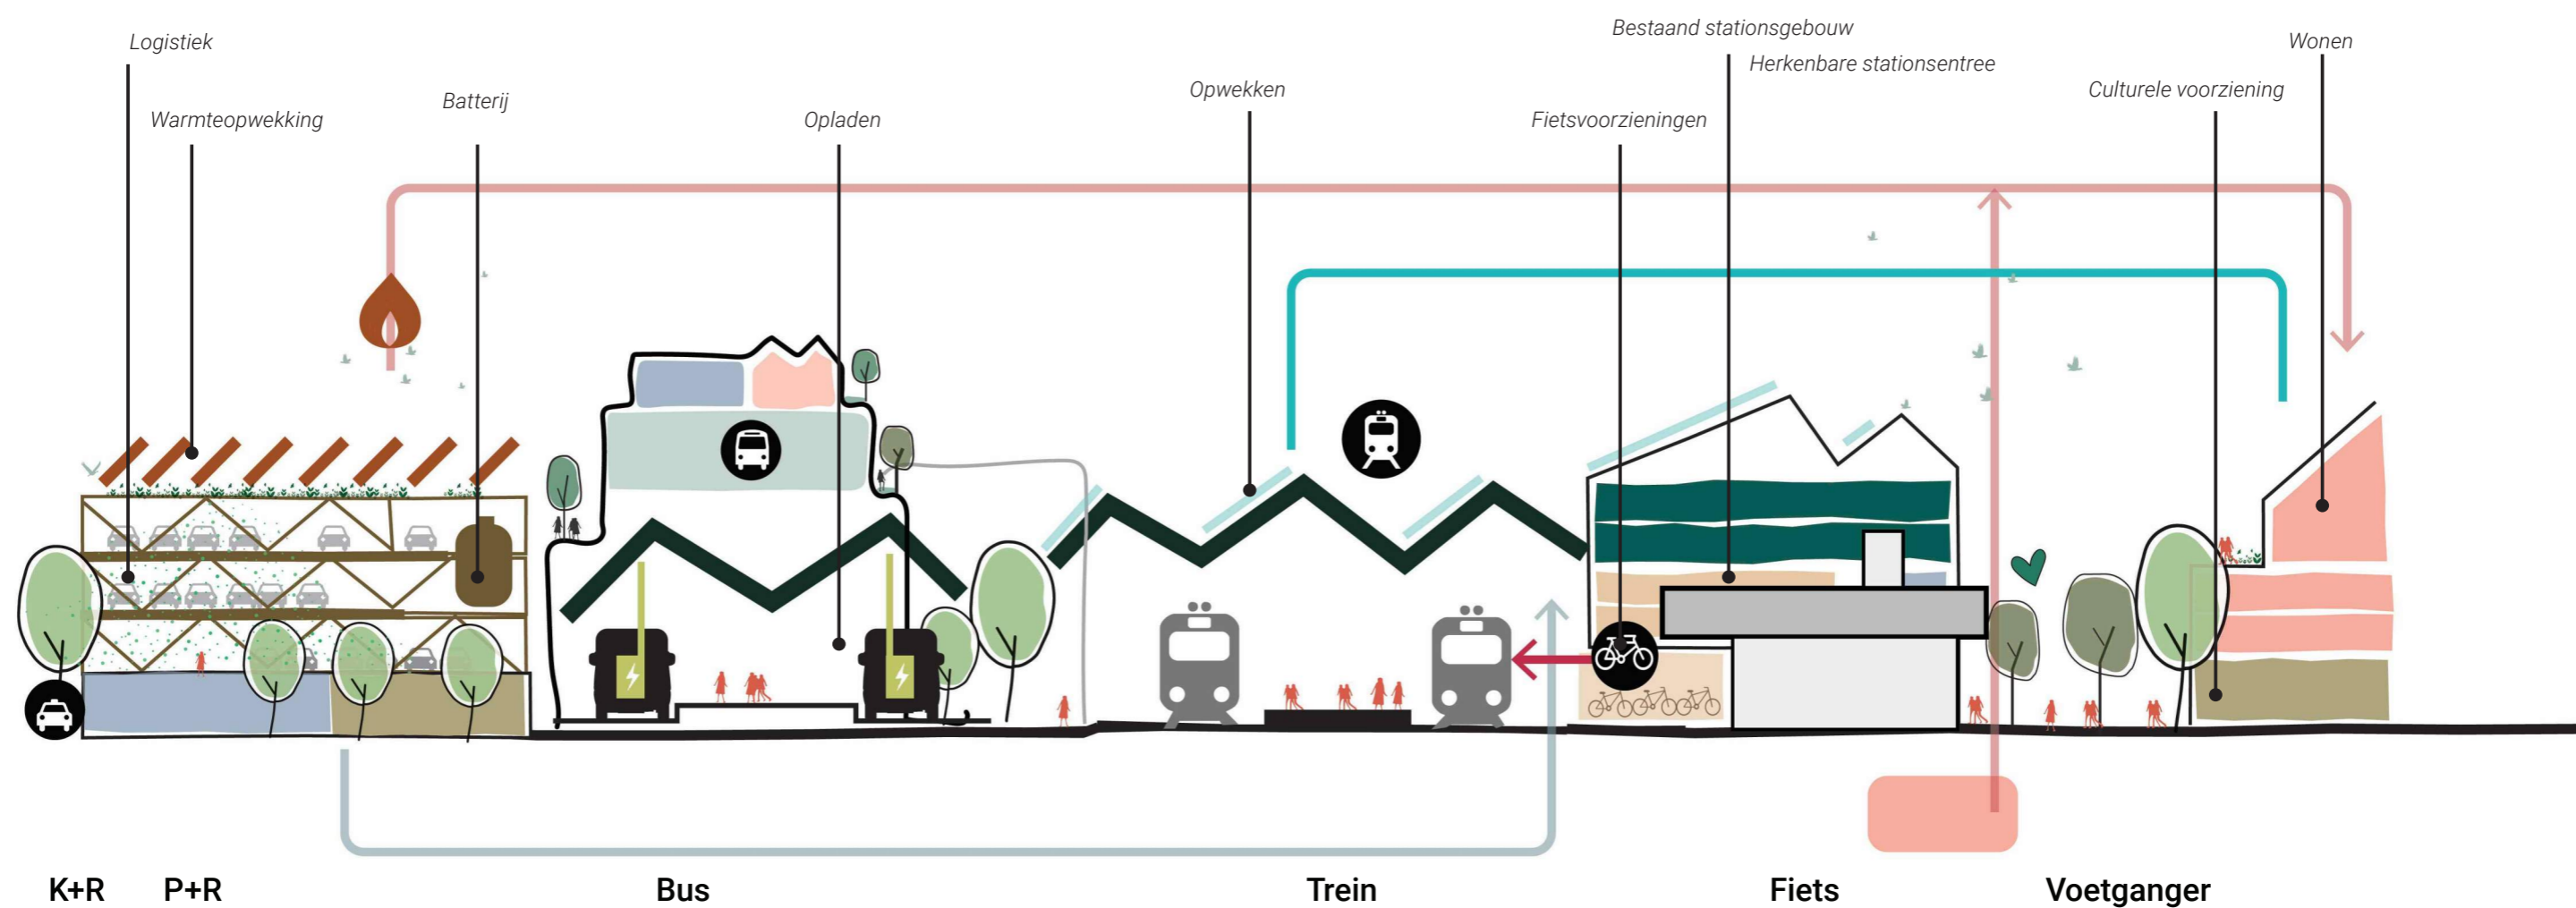 Logistiek
Warmteopwekking
Batterij
Opladen
Opwekken
Bestaand stationsgebouw
Herkenbare stationsentree
Fietsvoorzieningen
Wonen
Culturele voorziening
K+R
P+R
Bus
Trein
Fiets
Voetganger